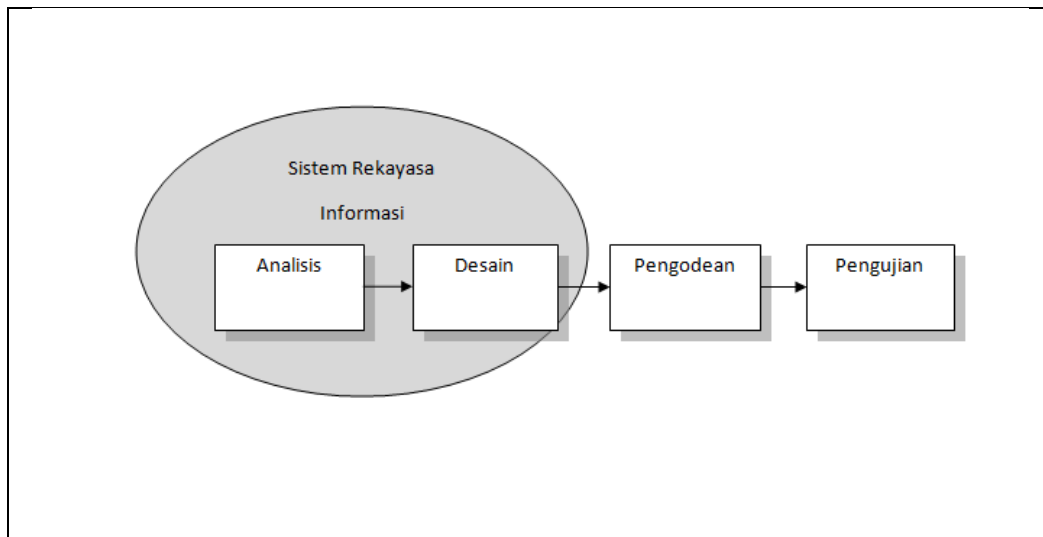 Sistem Rekayasa
Informasi
Analisis
Desain
Pengodean
Pengujian